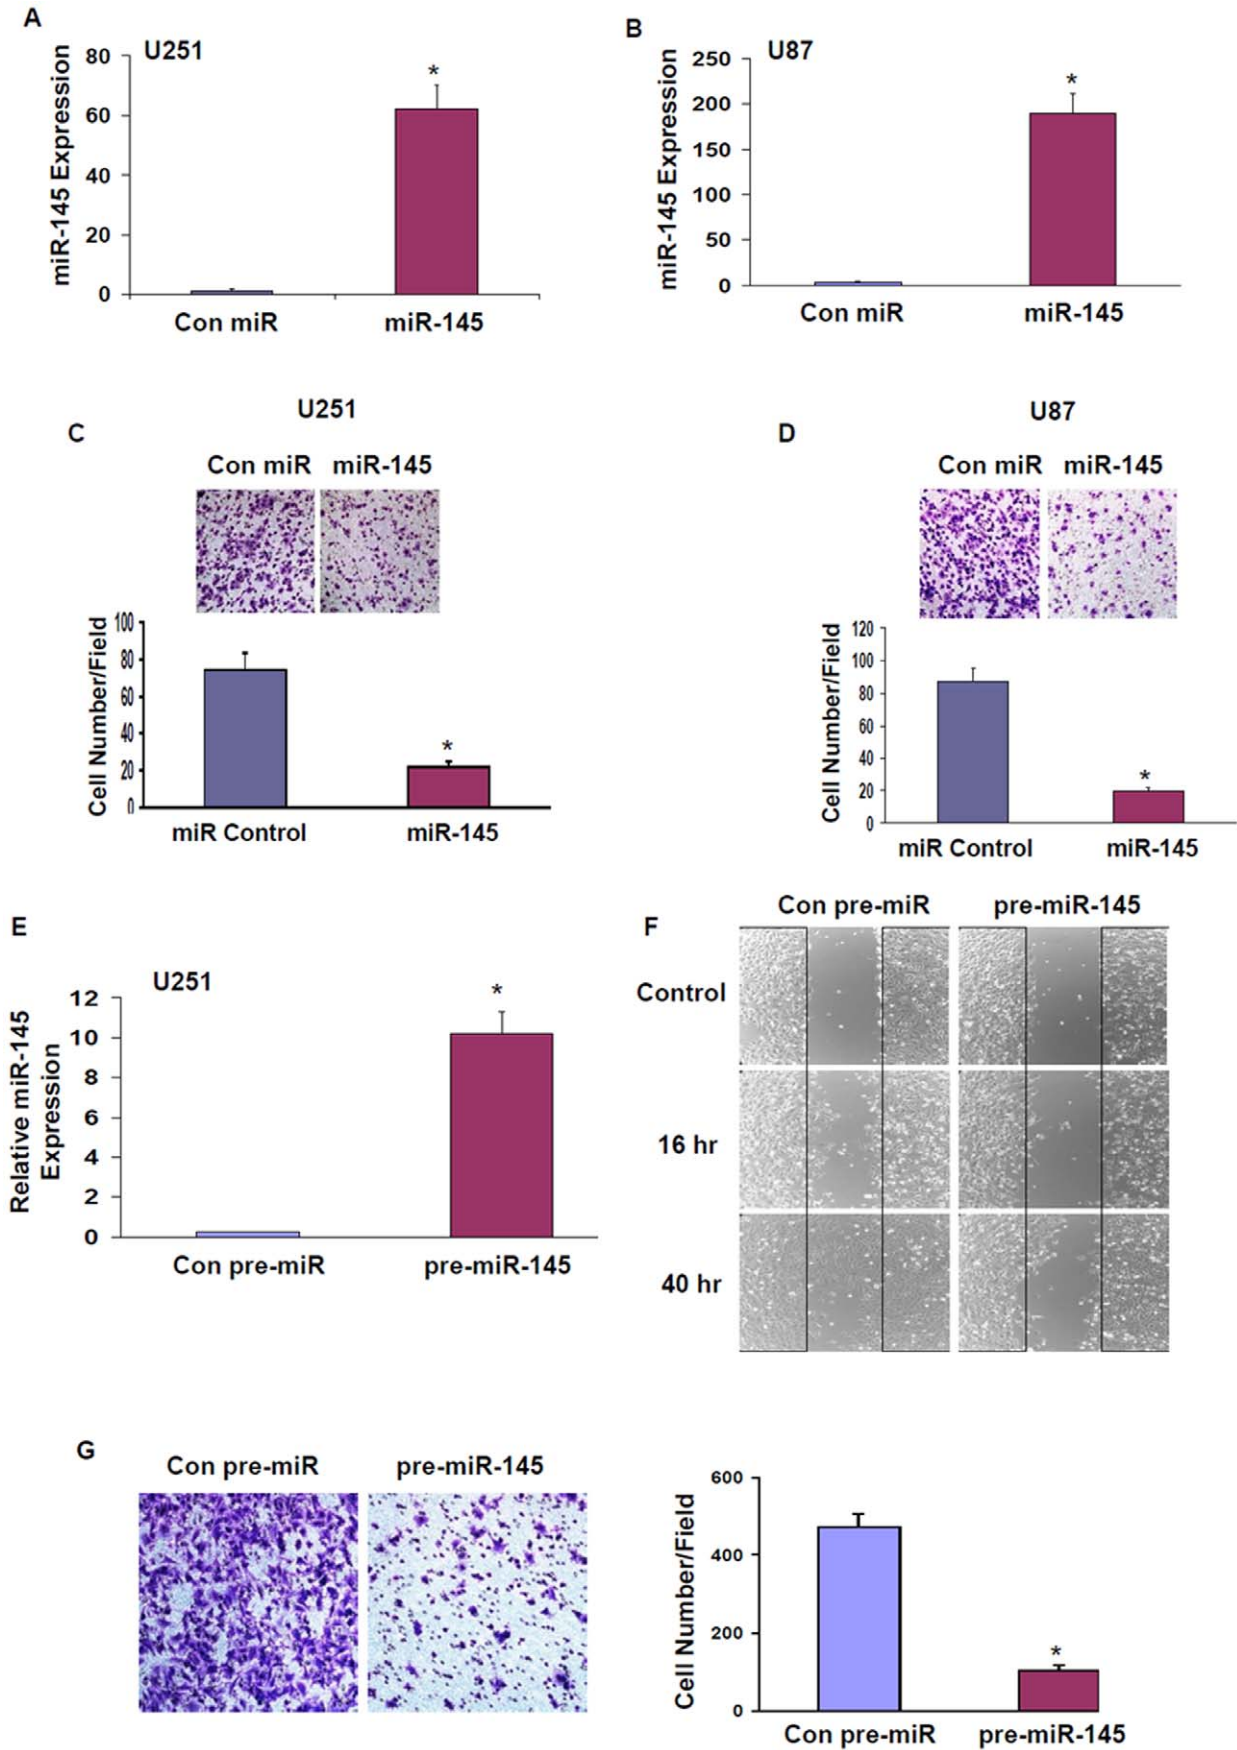 A
U251
miR-145 Expression
80
60
40
20
0
*
Con miR
miR-145
B
U87
miR-145 Expression
250
200
150
100
50
0
*
Con miR
miR-145
U251
C
Con miR
miR-145
Cell Number/Field
100
80
60
40
20
0
*
miR Control
miR-145
U87
D
Con miR
miR-145
Cell Number/Field
120
100
80
60
40
20
0
*
miR Control
miR-145
E
U251
Relative miR-145
Expression
12
10
8
6
4
2
0
*
Con pre-miR
pre-miR-145
F
Con pre-miR
pre-miR-145
Control
16 hr
40 hr
G
Con pre-miR
pre-miR-145
Cell Number/Field
600
400
200
0
*
Con pre-miR
pre-miR-145